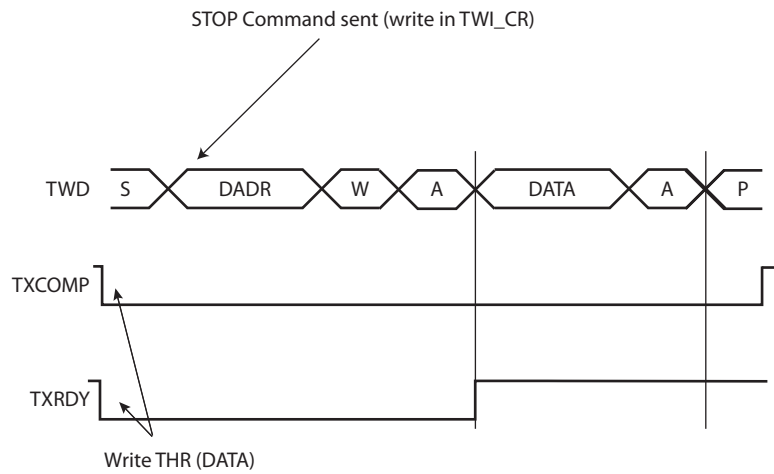 STOP Command sent (write in TWI_CR)
TWD S DADR W A DATA A P
TXCOMP
TXRDY
Write THR (DATA)